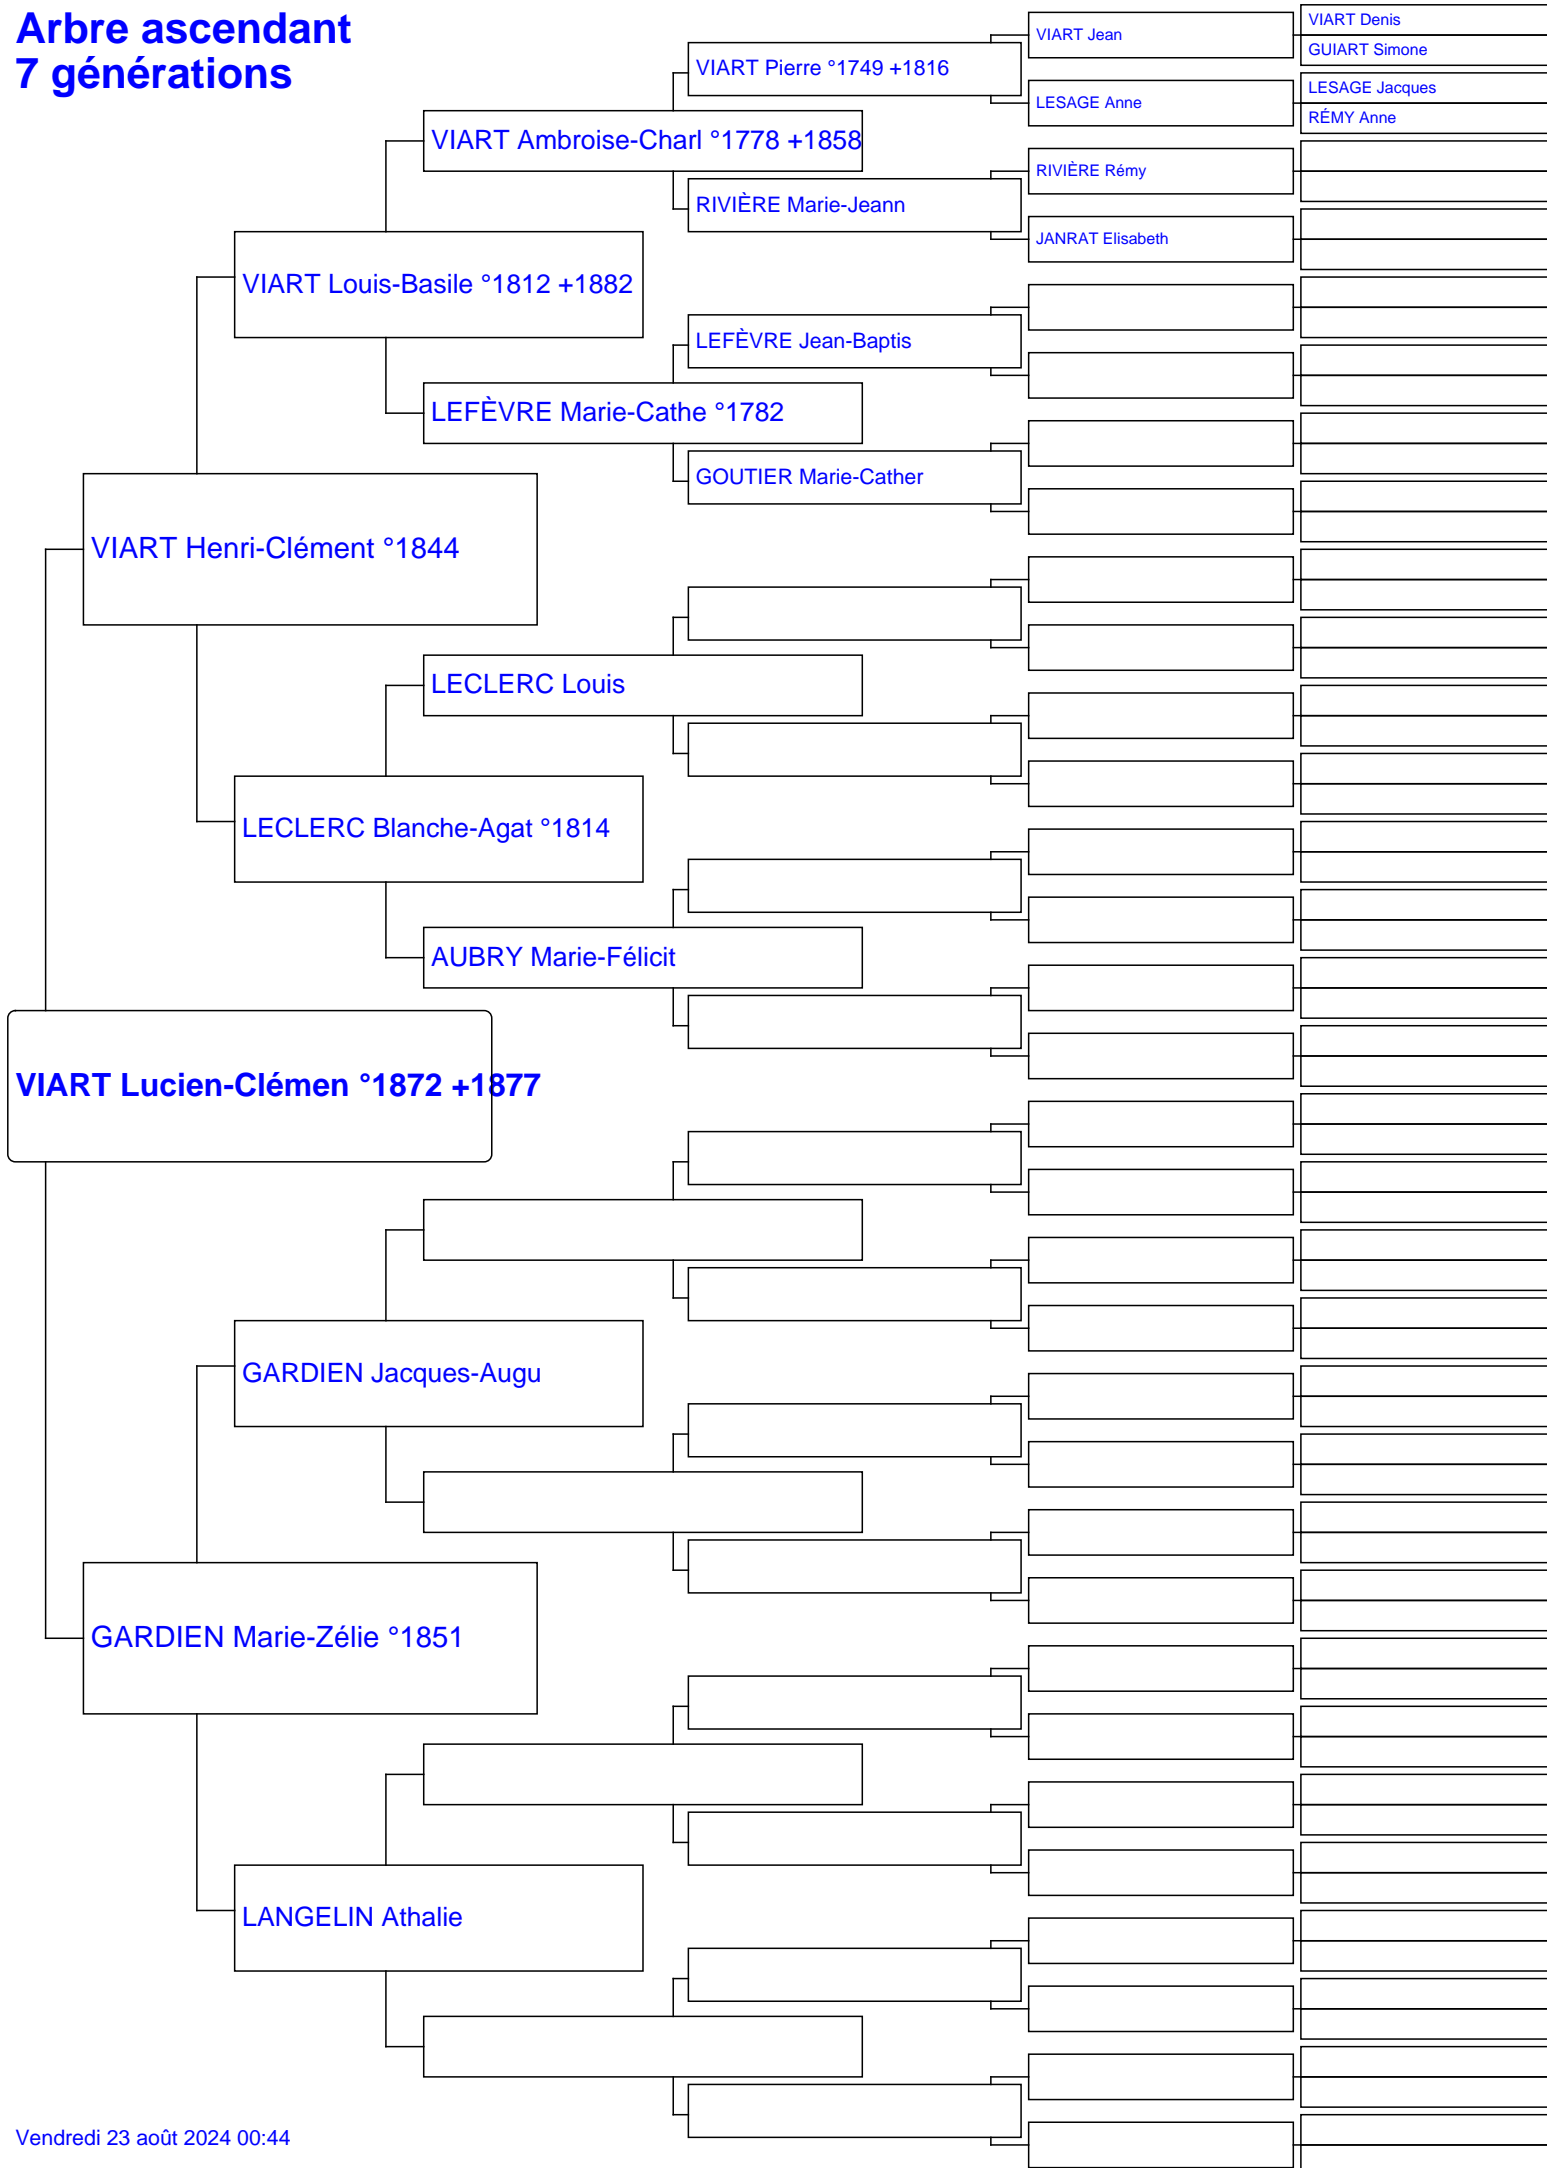 Arbre ascendant
7 générations
VIART Denis
GUIART Simone
VIART Jean
VIART Pierre °1749 +1816
LESAGE Jacques
RÉMY Anne
LESAGE Anne
VIART Ambroise-Charl °1778 +1858
RIVIÈRE Rémy
RIVIÈRE Marie-Jeann
JANRAT Elisabeth
VIART Louis-Basile °1812 +1882
LEFÈVRE Jean-Baptis
LEFÈVRE Marie-Cathe °1782
GOUTIER Marie-Cather
VIART Henri-Clément °1844
LECLERC Louis
LECLERC Blanche-Agat °1814
AUBRY Marie-Félicit
VIART Lucien-Clémen °1872 +1877
GARDIEN Jacques-Augu
GARDIEN Marie-Zélie °1851
LANGELIN Athalie
Vendredi 23 août 2024 00:44